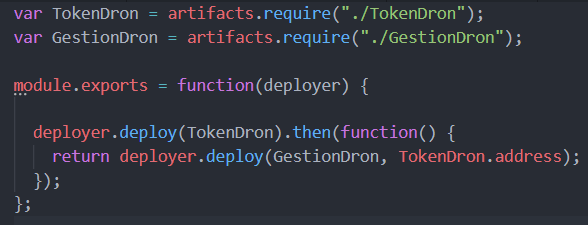 var TokenDron = artifacts.require("./TokenDron");
var GestionDron = artifacts.require("./GestionDron");
module.exports = function(deployer) {
deployer.deploy(TokenDron).then(function() {
return deployer.deploy(GestionDron, TokenDron.address);
});
};